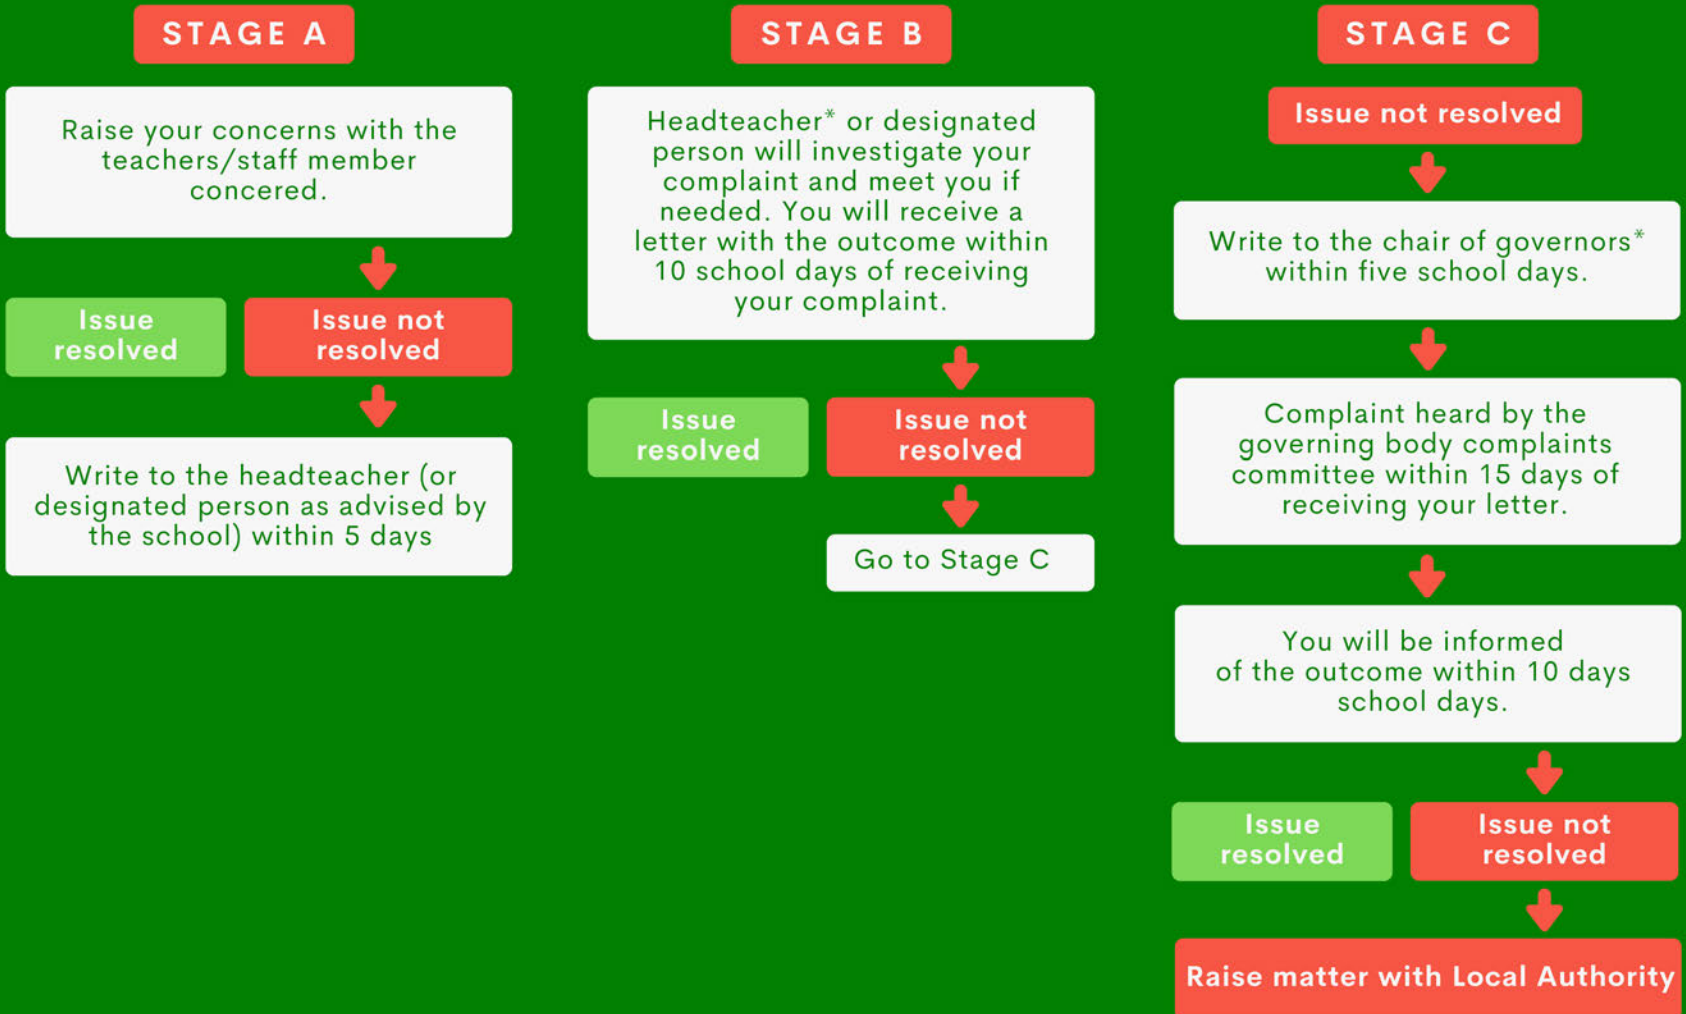 STAGE A
Raise your concerns with the
teachers/staff member
concered.
Issue
resolved
Issue not
resolved
Write to the headteacher (or
designated person as advised by
the school) within 5 days
STAGE B
Headteacher* or designated
person will investigate your
complaint and meet you if
needed. You will receive a
letter with the outcome within
10 school days of receiving
your complaint.
Issue
resolved
Issue not
resolved
Go to Stage C
STAGE C
Issue not resolved
Write to the chair of governors*
within five school days.
Complaint heard by the
governing body complaints
committee within 15 days of
receiving your letter.
You will be informed
of the outcome within 10 days
school days.
Issue
resolved
Issue not
resolved
Raise matter with Local Authority